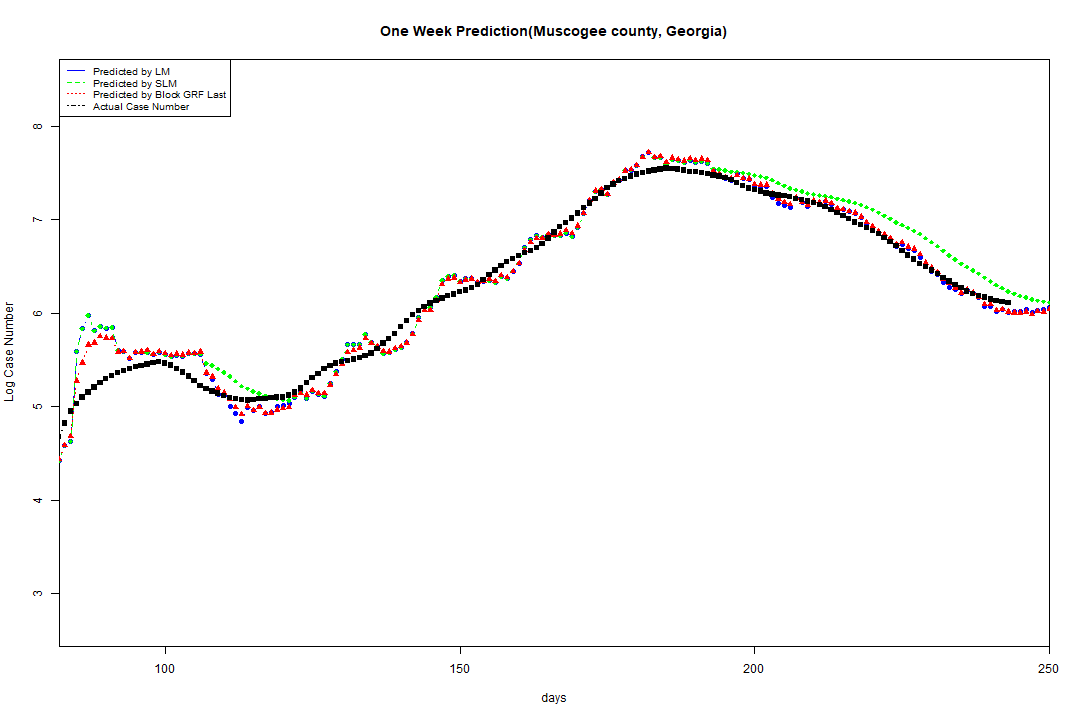 One Week Prediction(Muscogee county, Georgia)
Predicted by LM
Predicted by SLM
Predicted by Block GRF Last
Actual Case Number
8
7
6
5
4
3
Log Case Number
100 150 200 250
days